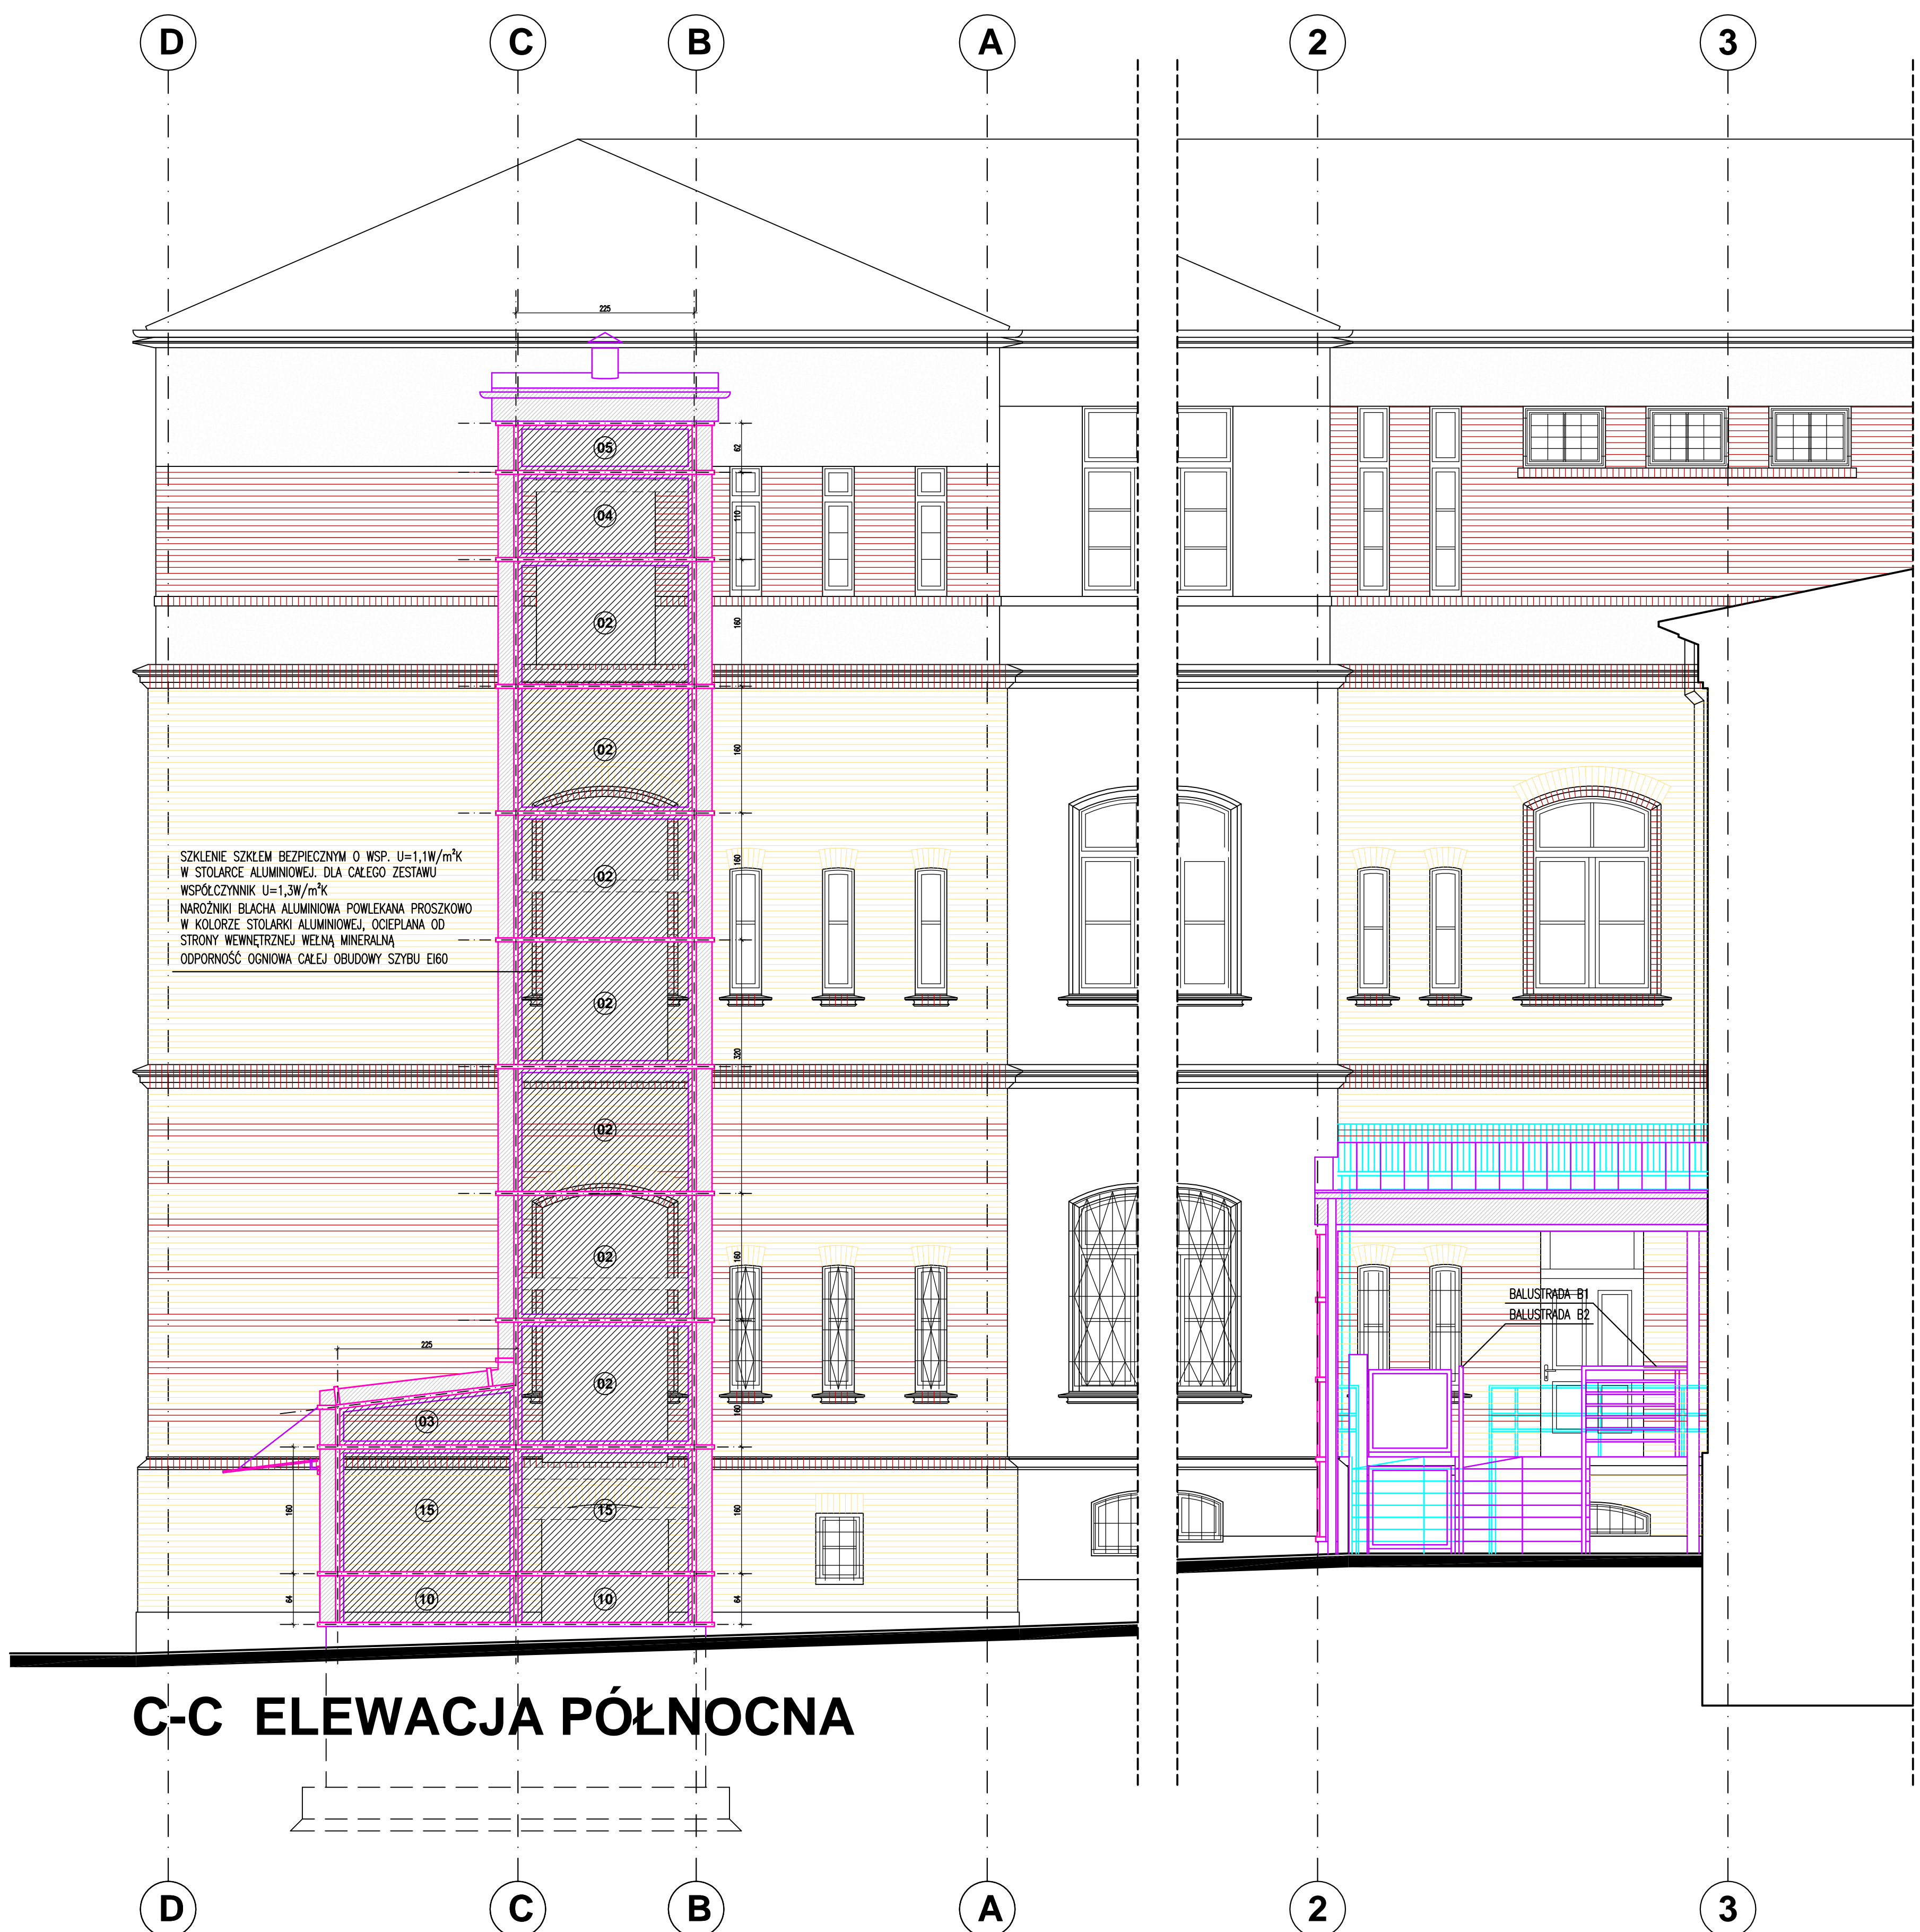 D C B A 2 3
225
05
62
04
110
02
160
02
160
02
160
SZKLENIE SZKŁEM BEZPIECZNYM O WSP. U=1,1W/m²K
W STOLARCE ALUMINIOWEJ. DLA CAŁEGO ZESTAWU
WSPÓŁCZYNNIK U=1,3W/m²K
NAROŻNIKI BLACHA ALUMINIOWA POWLEKANA PROSZKOWO
W KOLORZE STOLARKI ALUMINIOWEJ, OCIEPLANA OD
STRONY WEWNĘTRZNEJ WEŁNĄ MINERALNĄ
ODPORNOŚĆ OGNIOWA CAŁEJ OBUDOWY SZYBU EI60
02
320
02
02
160
BALUSTRADA B1
BALUSTRADA B2
225
02
160
03
160
15
15
160
64
10
10
64
C-C ELEWACJA PÓŁNOCNA
D C B A 2 3